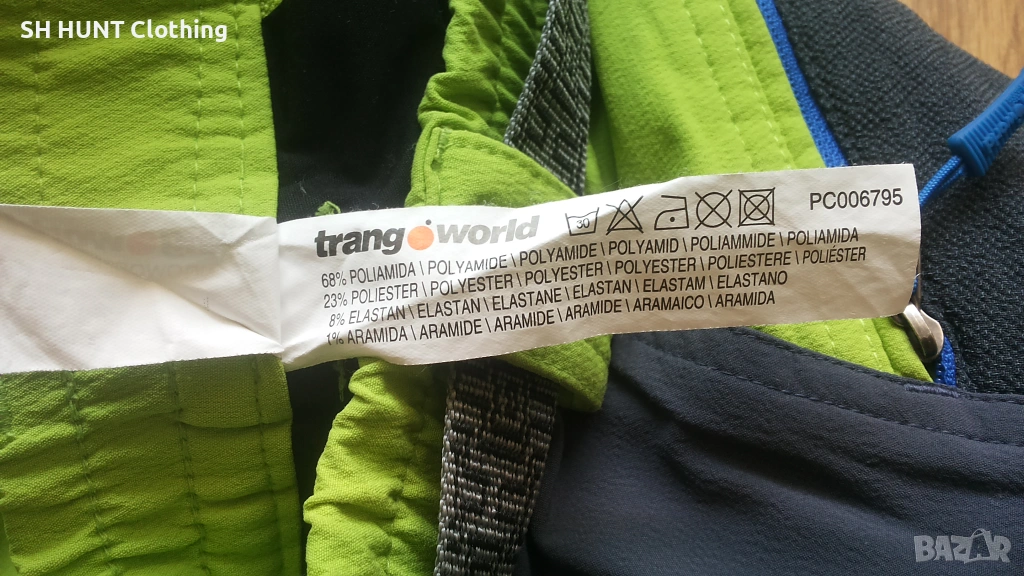 SH HUNT Clothing
trangoworld 30 PC006795
68% POLIAMIDA \ POLYAMIDE \ POLYAMIDE \ POLYAMID \ POLIAMMIDE \ POLIAMIDA
23% POLIESTER \ POLYESTER \ POLYESTER \ POLYESTER \ POLIESTERE \ POLIÉSTER
8% ELASTAN \ ELASTAN \ ELASTANE \ ELASTAN \ ELASTAM \ ELASTANO
1% ARAMIDA \ ARAMIDE \ ARAMIDE \ ARAMIDE \ ARAMAICO \ ARAMIDA
BAZAR